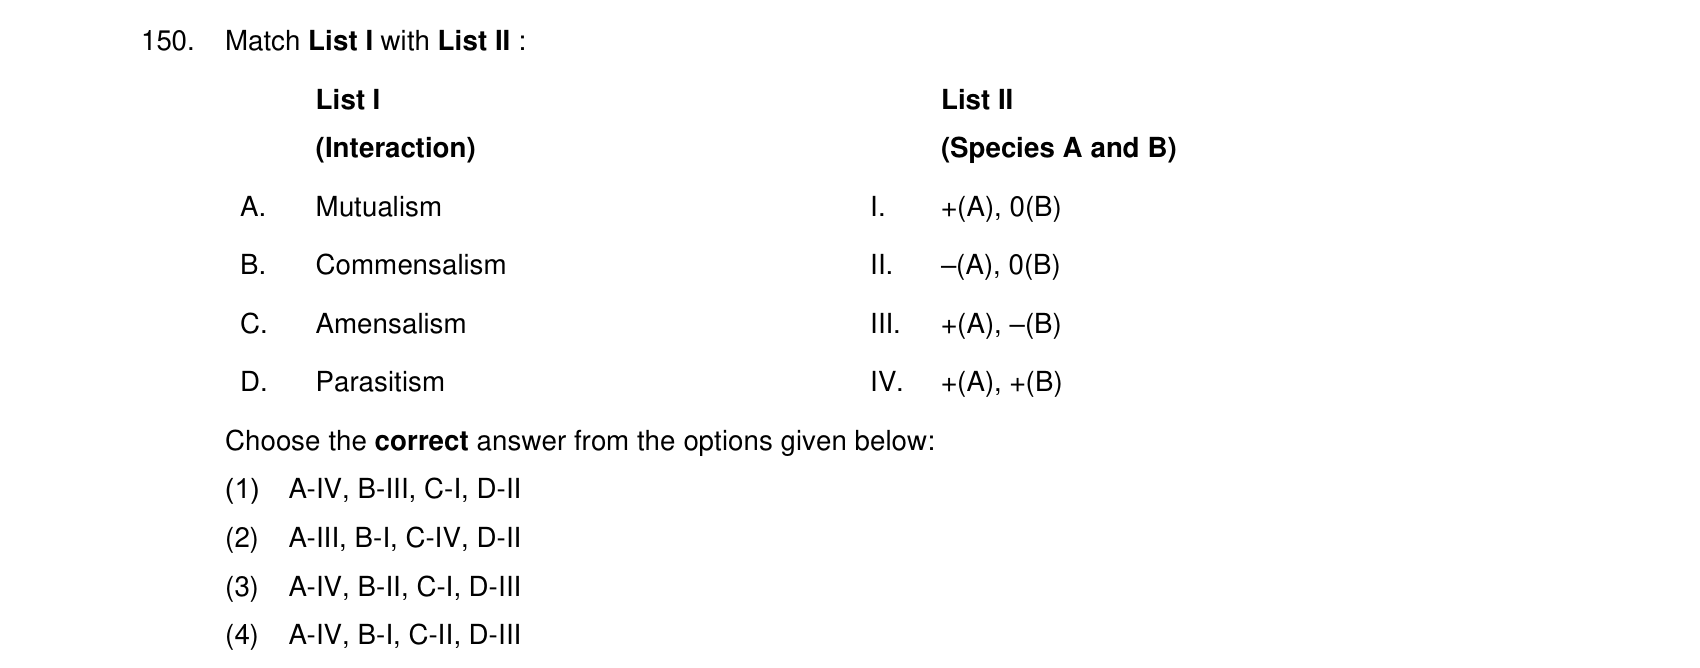 150. Match List I with List II :
List I List II
(Interaction) (Species A and B)
A. Mutualism I. +(A), 0(B)
B. Commensalism II. –(A), 0(B)
C. Amensalism III. +(A), –(B)
D. Parasitism IV. +(A), +(B)
Choose the correct answer from the options given below:
(1) A-IV, B-III, C-I, D-II
(2) A-III, B-I, C-IV, D-II
(3) A-IV, B-II, C-I, D-III
(4) A-IV, B-I, C-II, D-III